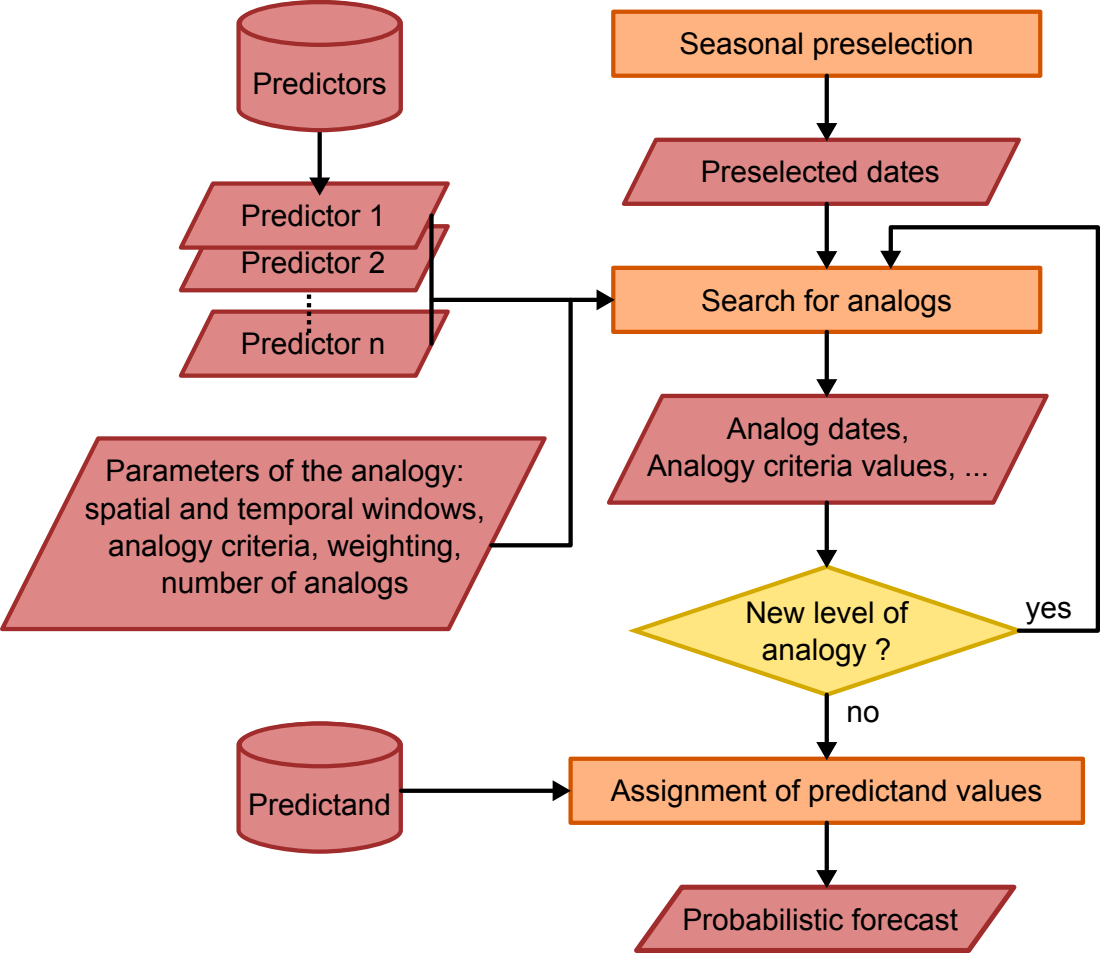 Predictors
Predictor 1
Predictor 2
Predictor n
Parameters of the analogy:
spatial and temporal windows,
analogy criteria, weighting,
number of analogs
Predictand
Seasonal preselection
Preselected dates
Search for analogs
Analog dates,
Analogy criteria values, ...
New level of
analogy ?
yes
no
Assignment of predictand values
Probabilistic forecast